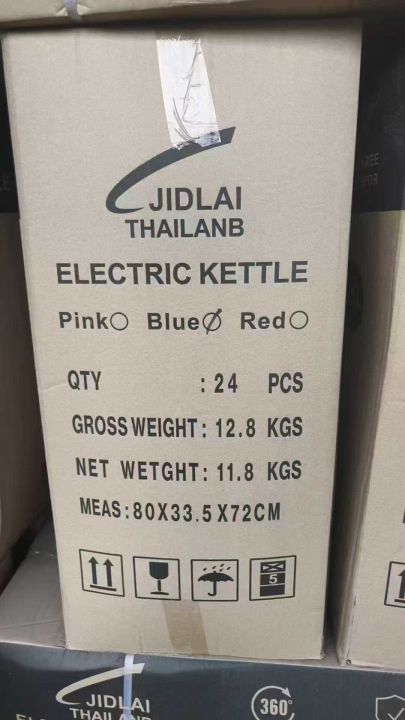 JIDLAI
THAILANB
ELECTRIC KETTLE
Pink Blue Red
QTY : 24 PCS
GROSS WEIGHT: 12.8 KGS
NET WETGHT: 11.8 KGS
MEAS:80X33.5X72CM
5
JIDLAI
THAILANB
360°